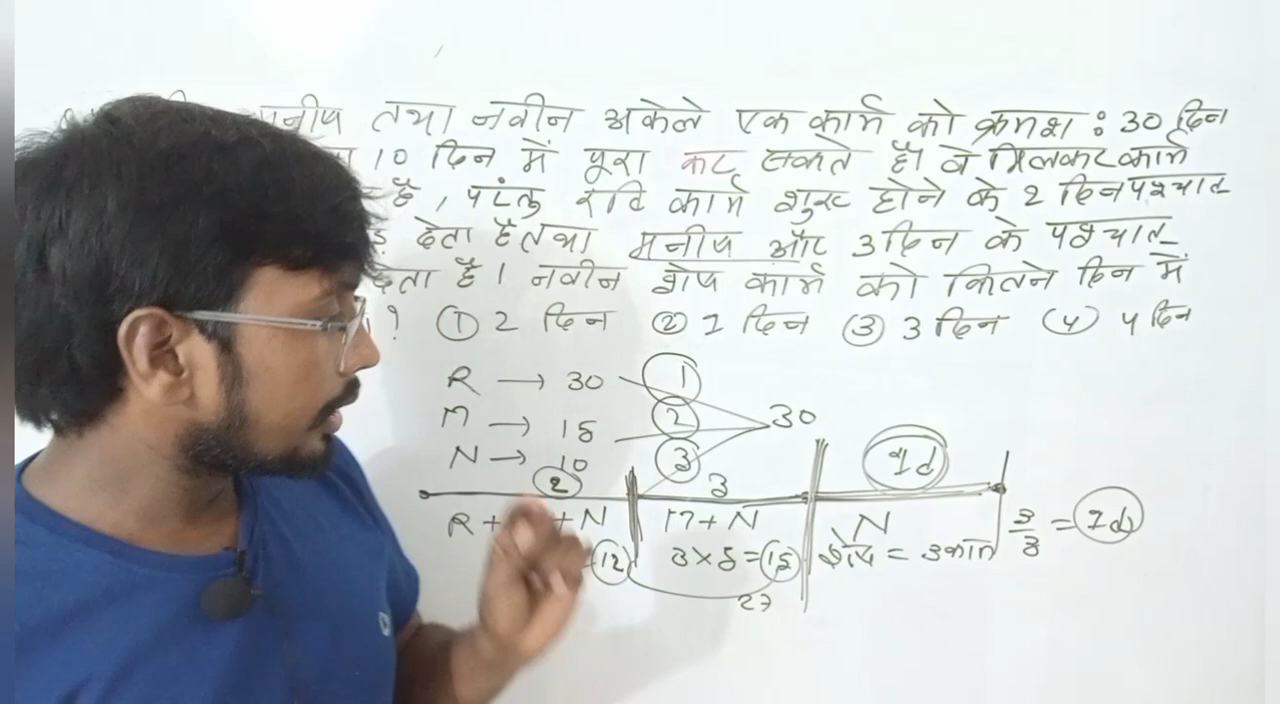 मनीष तथा नवीन अकेले एक कार्य को क्रमश : 30 दिन
10 दिन में पूरा कर सकते हैं। वे मिलकर कार्य
है , परंतु रवि कार्य शुरू होने के 2 दिन पश्चात
देता है तथा मनीष और 3 दिन के पश्चात
देता है । नवीन शेष कार्य को कितने दिन में
? ① 2 दिन ② 1 दिन ③ 3 दिन ④ 4 दिन
R → 30 1
M → 15 2 30
N → 10 3
2 3 1d
R + + N M + N N
12 3 × 5 = 15 शेष = 3 कार्य 3/3 = 1d
27